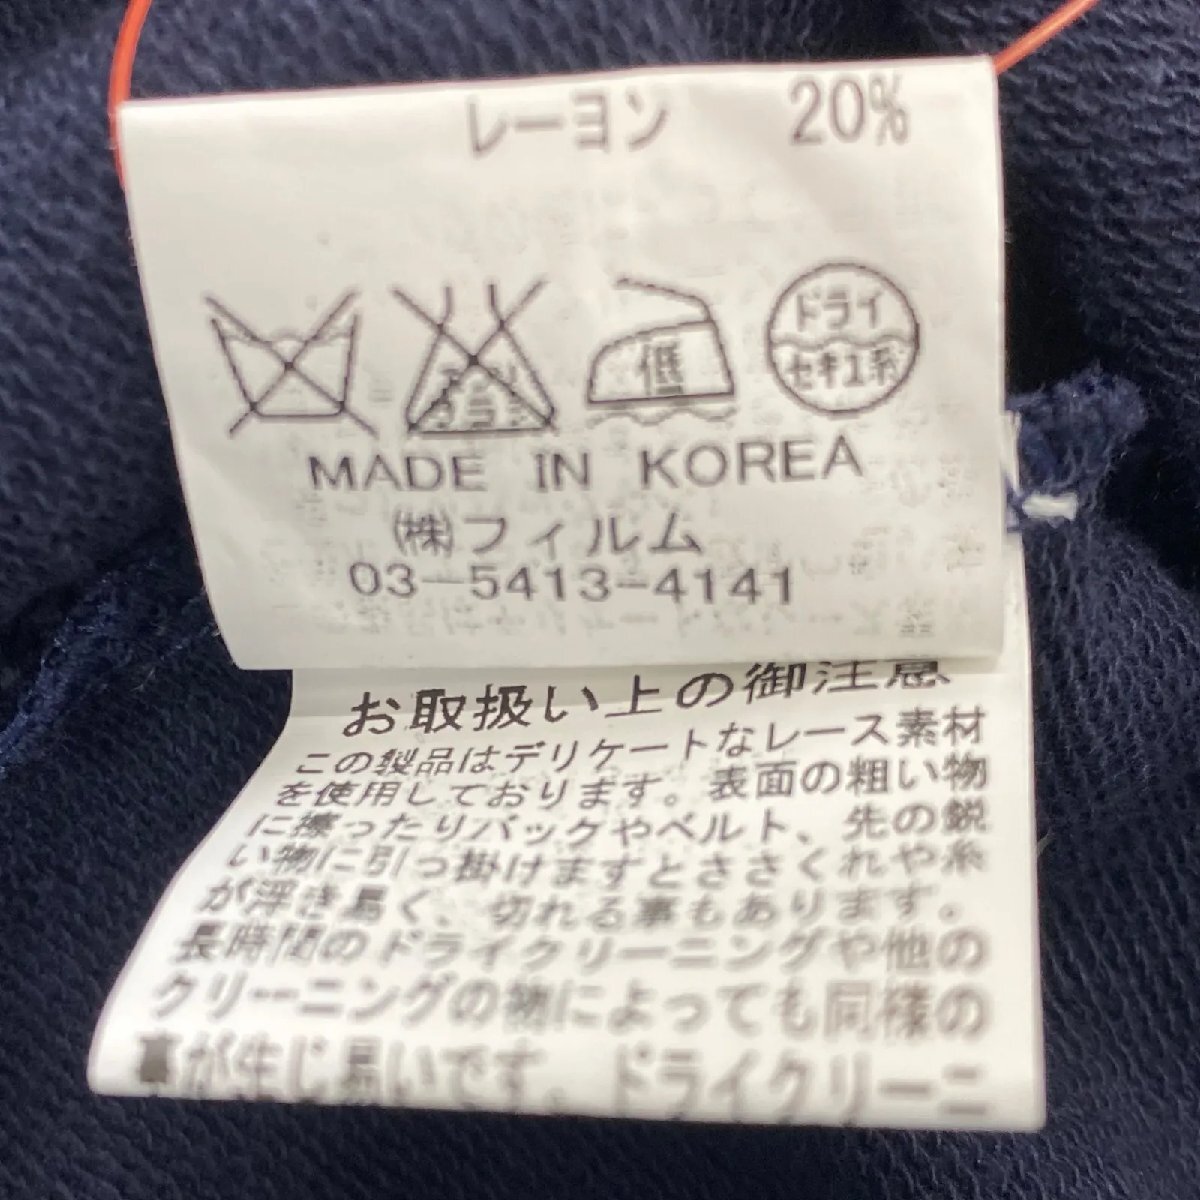 レーヨン 20%
低
ドライ
セキユ系
MADE IN KOREA
㈱フィルム
03-5413-4141
お取扱い上の御注意
この製品はデリケートなレース素材
を使用しております。表面の粗い物
に擦ったりバッグやベルト、先の鋭
い物に引っ掛けますとささくれや糸
が浮き易く、切れる事もあります。
長時間のドライクリーニングや他の
クリーニングの物によっても同様の
事が生じ易いです。ドライクリーニ